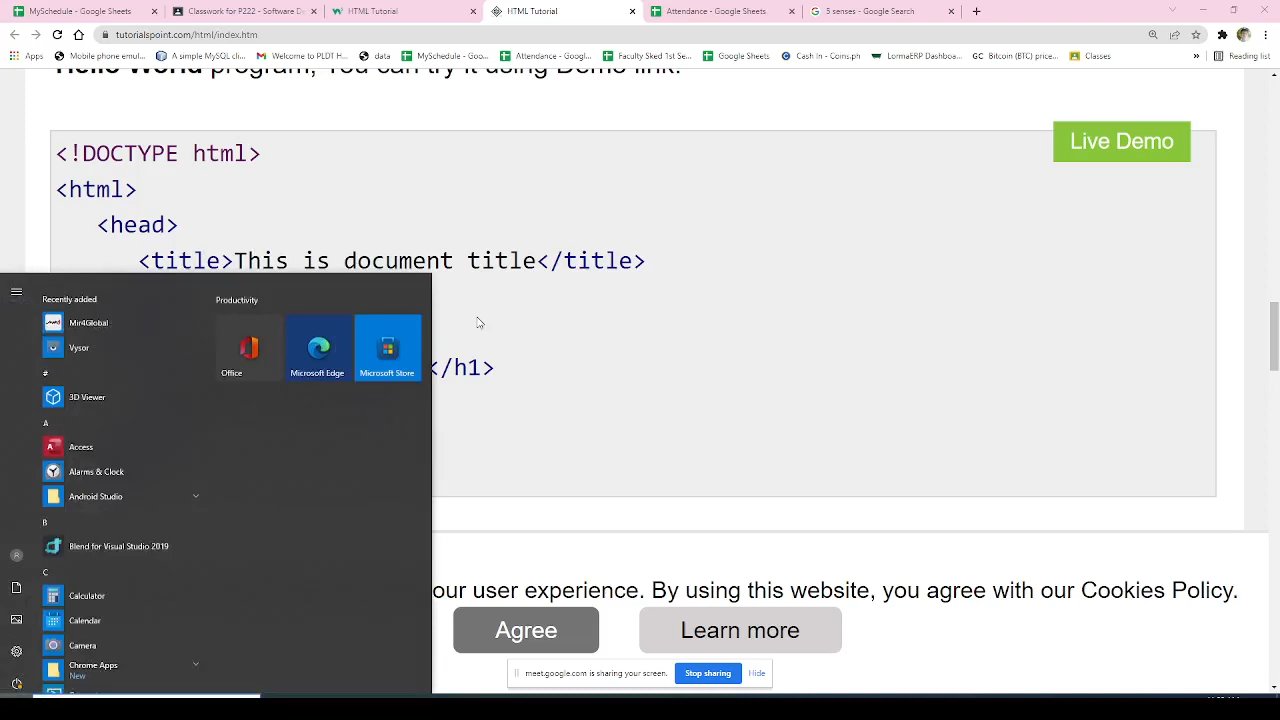 MySchedule - Google Sheets
Classwork for P222 - Software D
HTML Tutorial
HTML Tutorial
Attendance - Google Sheets
5 senses - Google Search
tutorialspoint.com/html/index.htm
Apps
Mobile phone emul...
A simple MySQL cli...
Welcome to PLDT H...
data
MySchedule - Goo...
Attendance - Goog...
Faculty Sked 1st Se...
Google Sheets
Cash In - Coins.ph
LormaERP Dashboa...
GC Bitcoin (BTC) price...
Classes
Reading list
Hello World program, You can try it using Demo link.
Live Demo
<!DOCTYPE html>
<html>
<head>
<title>This is document title</title>
</h1>
Recently added
Mir4Global
Vysor
#
3D Viewer
A
Access
Alarms & Clock
Android Studio
B
Blend for Visual Studio 2019
C
Calculator
Calendar
Camera
Chrome Apps
New
Productivity
Office
Microsoft Edge
Microsoft Store
our user experience. By using this website, you agree with our Cookies Policy.
Agree
Learn more
meet.google.com is sharing your screen.
Stop sharing
Hide